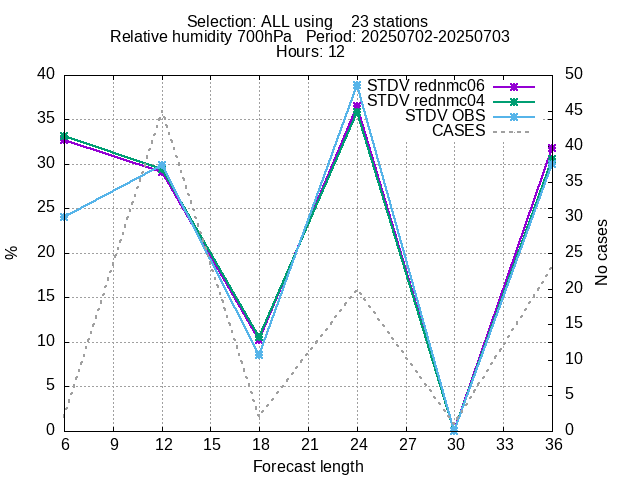 Selection: ALL using    23 stations
Relative humidity 700hPa   Period: 20250702-20250703
Hours: 12
STDV rednmc06
STDV rednmc04
STDV OBS
CASES
40
35
30
25
20
15
10
5
0
%
50
45
40
35
30
25
20
15
10
5
0
No cases
6 9 12 15 18 21 24 27 30 33 36
Forecast length